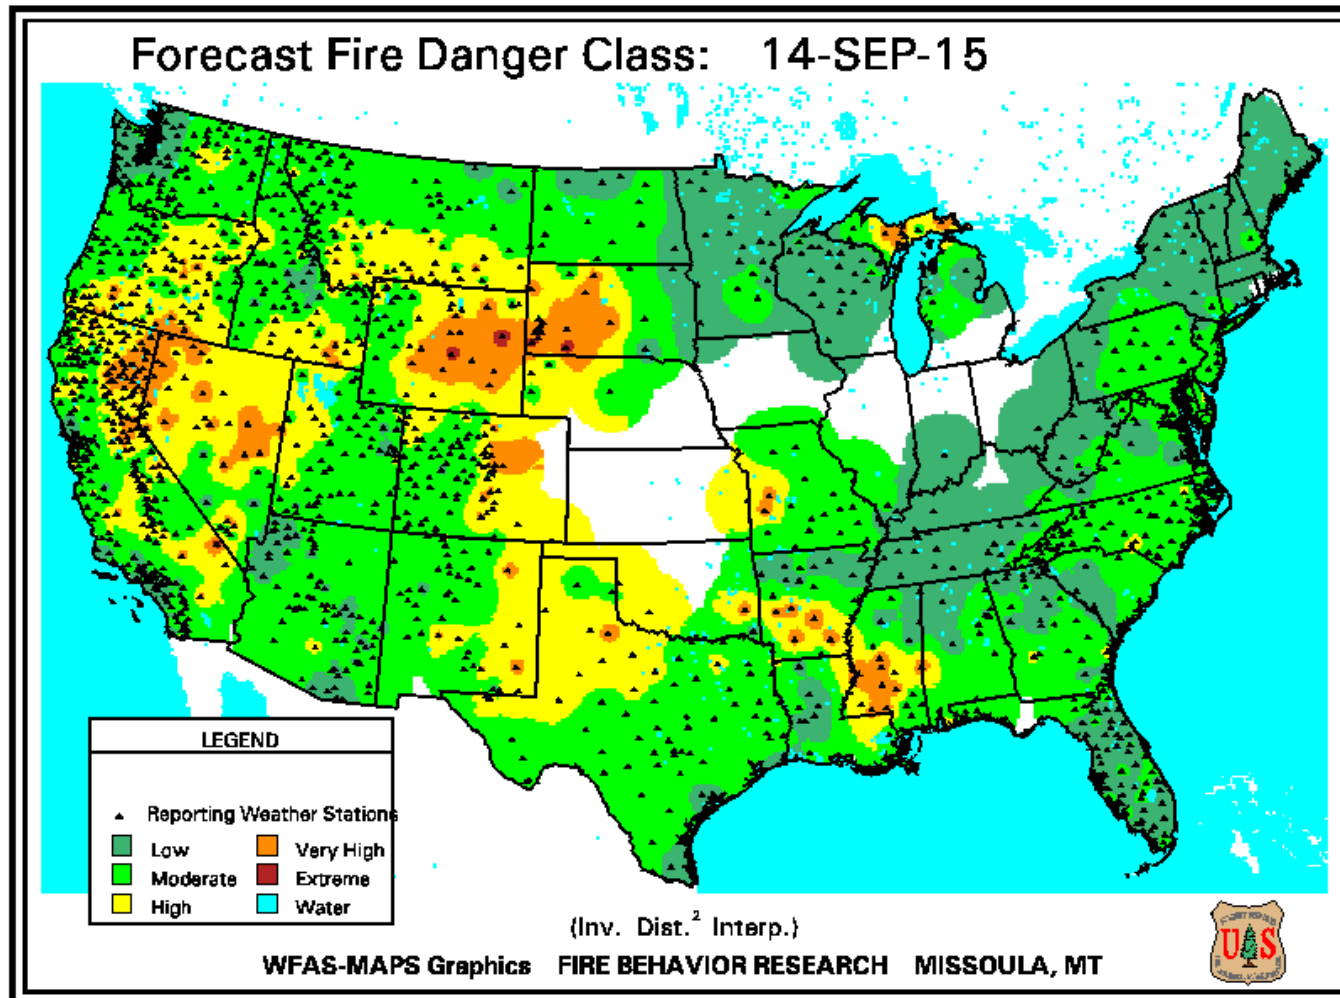 Forecast Fire Danger Class: 14-SEP-15
LEGEND
Reporting Weather Stations
Low
Very High
Moderate
Extreme
High
Water
(Inv. Dist.² Interp.)
WFAS-MAPS Graphics FIRE BEHAVIOR RESEARCH MISSOULA, MT
U S